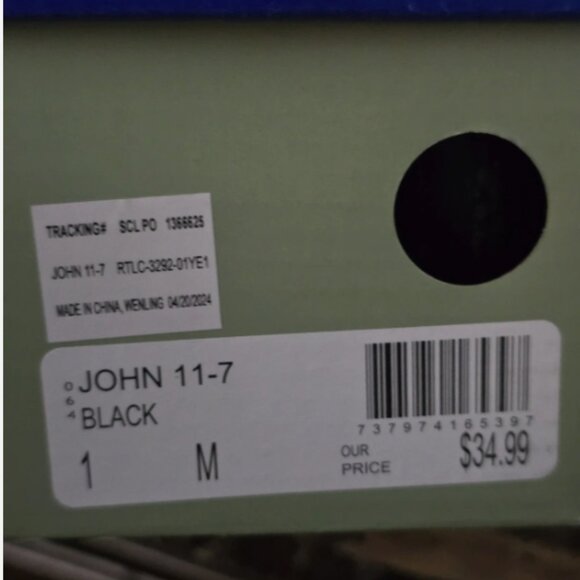 TRACKING# SCL PO 1366625
JOHN 11-7 RTLC-3292-01YE1
MADE IN CHINA, WENLING 04/20/2024
064
JOHN 11-7
BLACK
1 M
737974165397
OUR PRICE $34.99